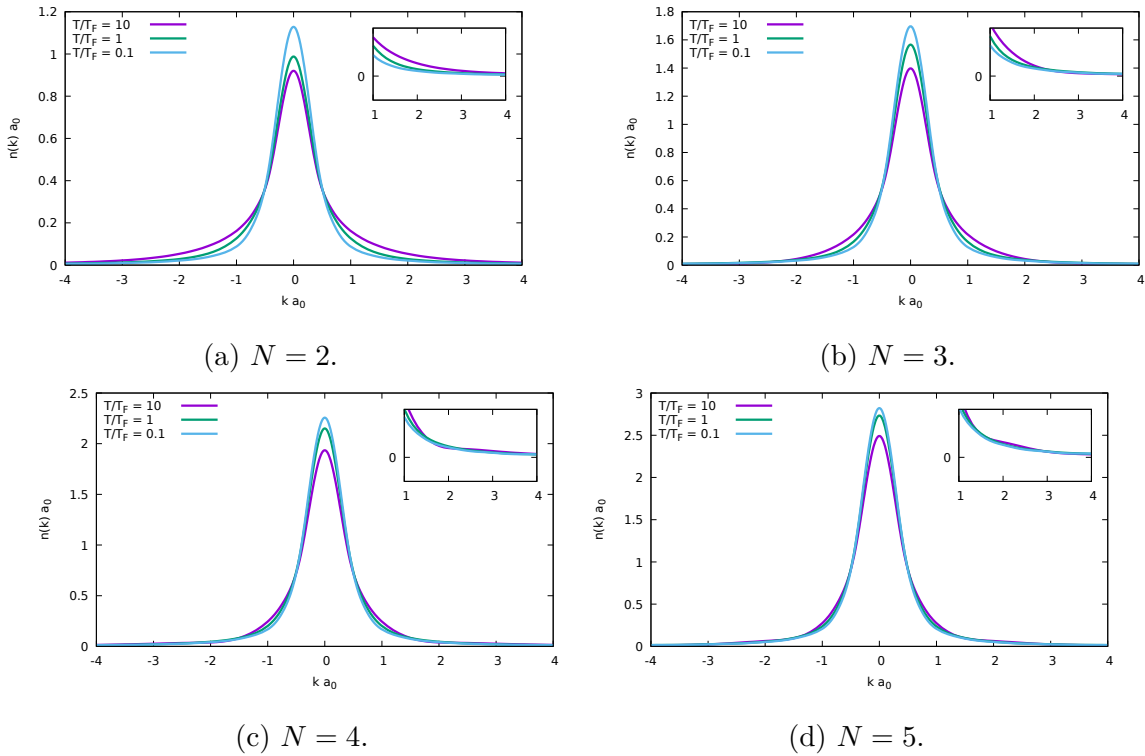 T/T_F = 10
T/T_F = 1
T/T_F = 0.1
n(k) a_0
0
0.2
0.4
0.6
0.8
1
1.2
-4 -3 -2 -1 0 1 2 3 4
k a_0
0
1 2 3 4
(a) N = 2.
T/T_F = 10
T/T_F = 1
T/T_F = 0.1
n(k) a_0
0
0.2
0.4
0.6
0.8
1
1.2
1.4
1.6
1.8
-4 -3 -2 -1 0 1 2 3 4
k a_0
0
1 2 3 4
(b) N = 3.
T/T_F = 10
T/T_F = 1
T/T_F = 0.1
n(k) a_0
0
0.5
1
1.5
2
2.5
-4 -3 -2 -1 0 1 2 3 4
k a_0
0
1 2 3 4
(c) N = 4.
T/T_F = 10
T/T_F = 1
T/T_F = 0.1
n(k) a_0
0
0.5
1
1.5
2
2.5
3
-4 -3 -2 -1 0 1 2 3 4
k a_0
0
1 2 3 4
(d) N = 5.